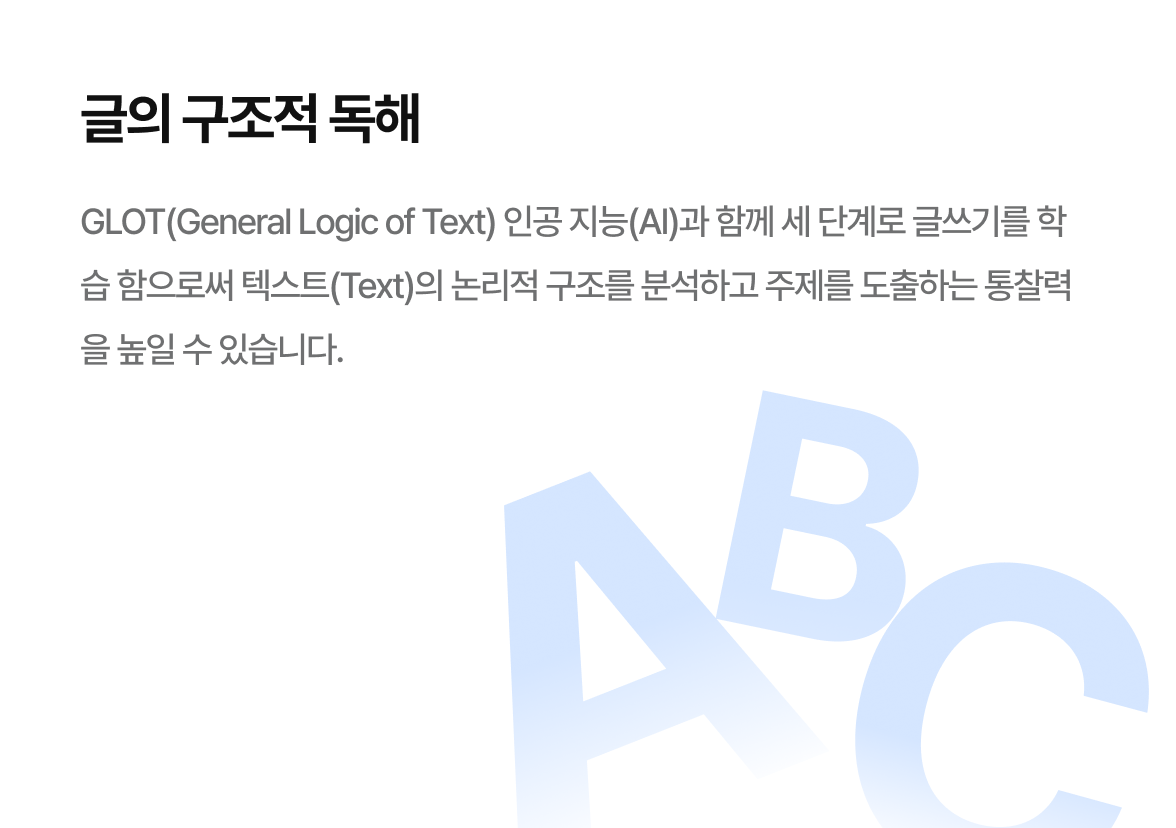 글의 구조적 독해
GLOT(General Logic of Text) 인공 지능(AI)과 함께 세 단계로 글쓰기를 학
습 함으로써 텍스트(Text)의 논리적 구조를 분석하고 주제를 도출하는 통찰력
을 높일 수 있습니다.
A
B
C